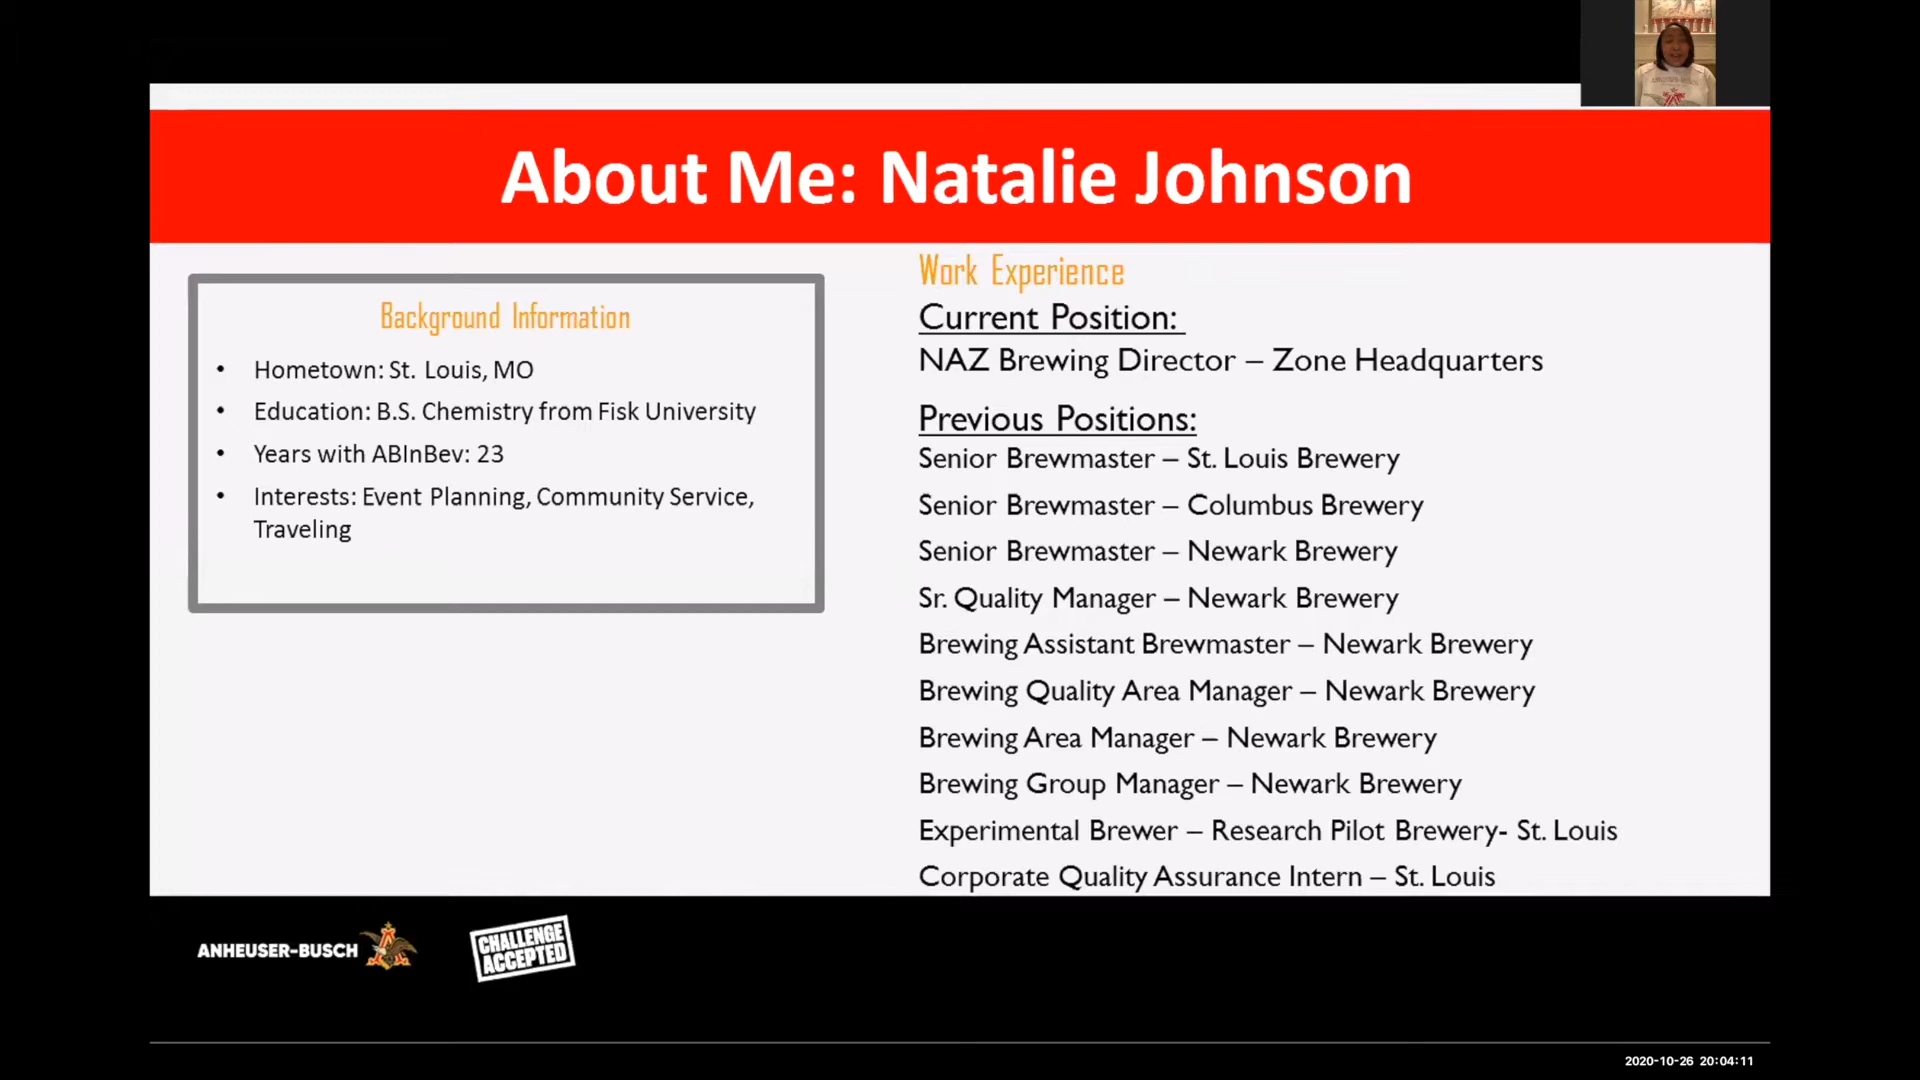 About Me: Natalie Johnson
Background Information
• Hometown: St. Louis, MO
• Education: B.S. Chemistry from Fisk University
• Years with ABInBev: 23
• Interests: Event Planning, Community Service,
Traveling
Work Experience
Current Position:
NAZ Brewing Director – Zone Headquarters
Previous Positions:
Senior Brewmaster – St. Louis Brewery
Senior Brewmaster – Columbus Brewery
Senior Brewmaster – Newark Brewery
Sr. Quality Manager – Newark Brewery
Brewing Assistant Brewmaster – Newark Brewery
Brewing Quality Area Manager – Newark Brewery
Brewing Area Manager – Newark Brewery
Brewing Group Manager – Newark Brewery
Experimental Brewer – Research Pilot Brewery- St. Louis
Corporate Quality Assurance Intern – St. Louis
ANHEUSER-BUSCH
CHALLENGE
ACCEPTED
2020-10-26 20:04:11